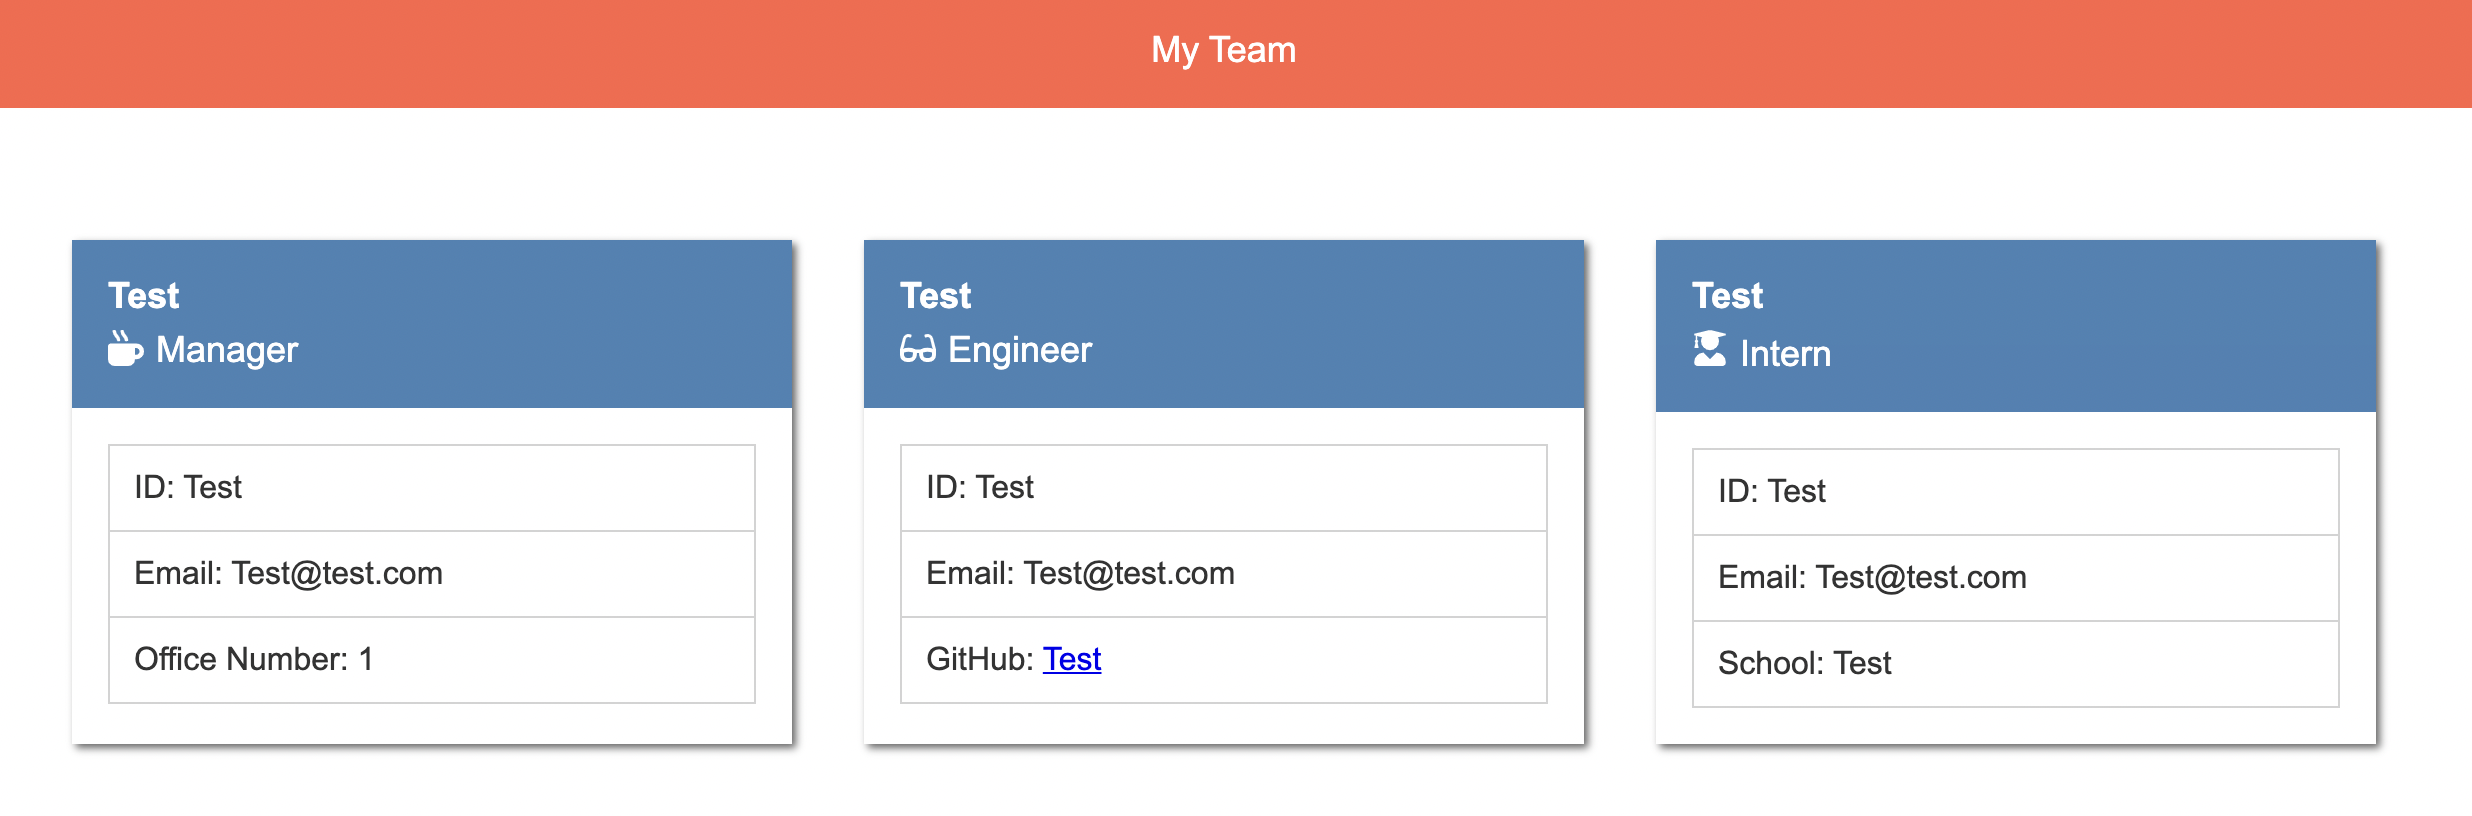 My Team
Test
Manager
ID: Test
Email: Test@test.com
Office Number: 1
Test
Engineer
ID: Test
Email: Test@test.com
GitHub: Test
Test
Intern
ID: Test
Email: Test@test.com
School: Test